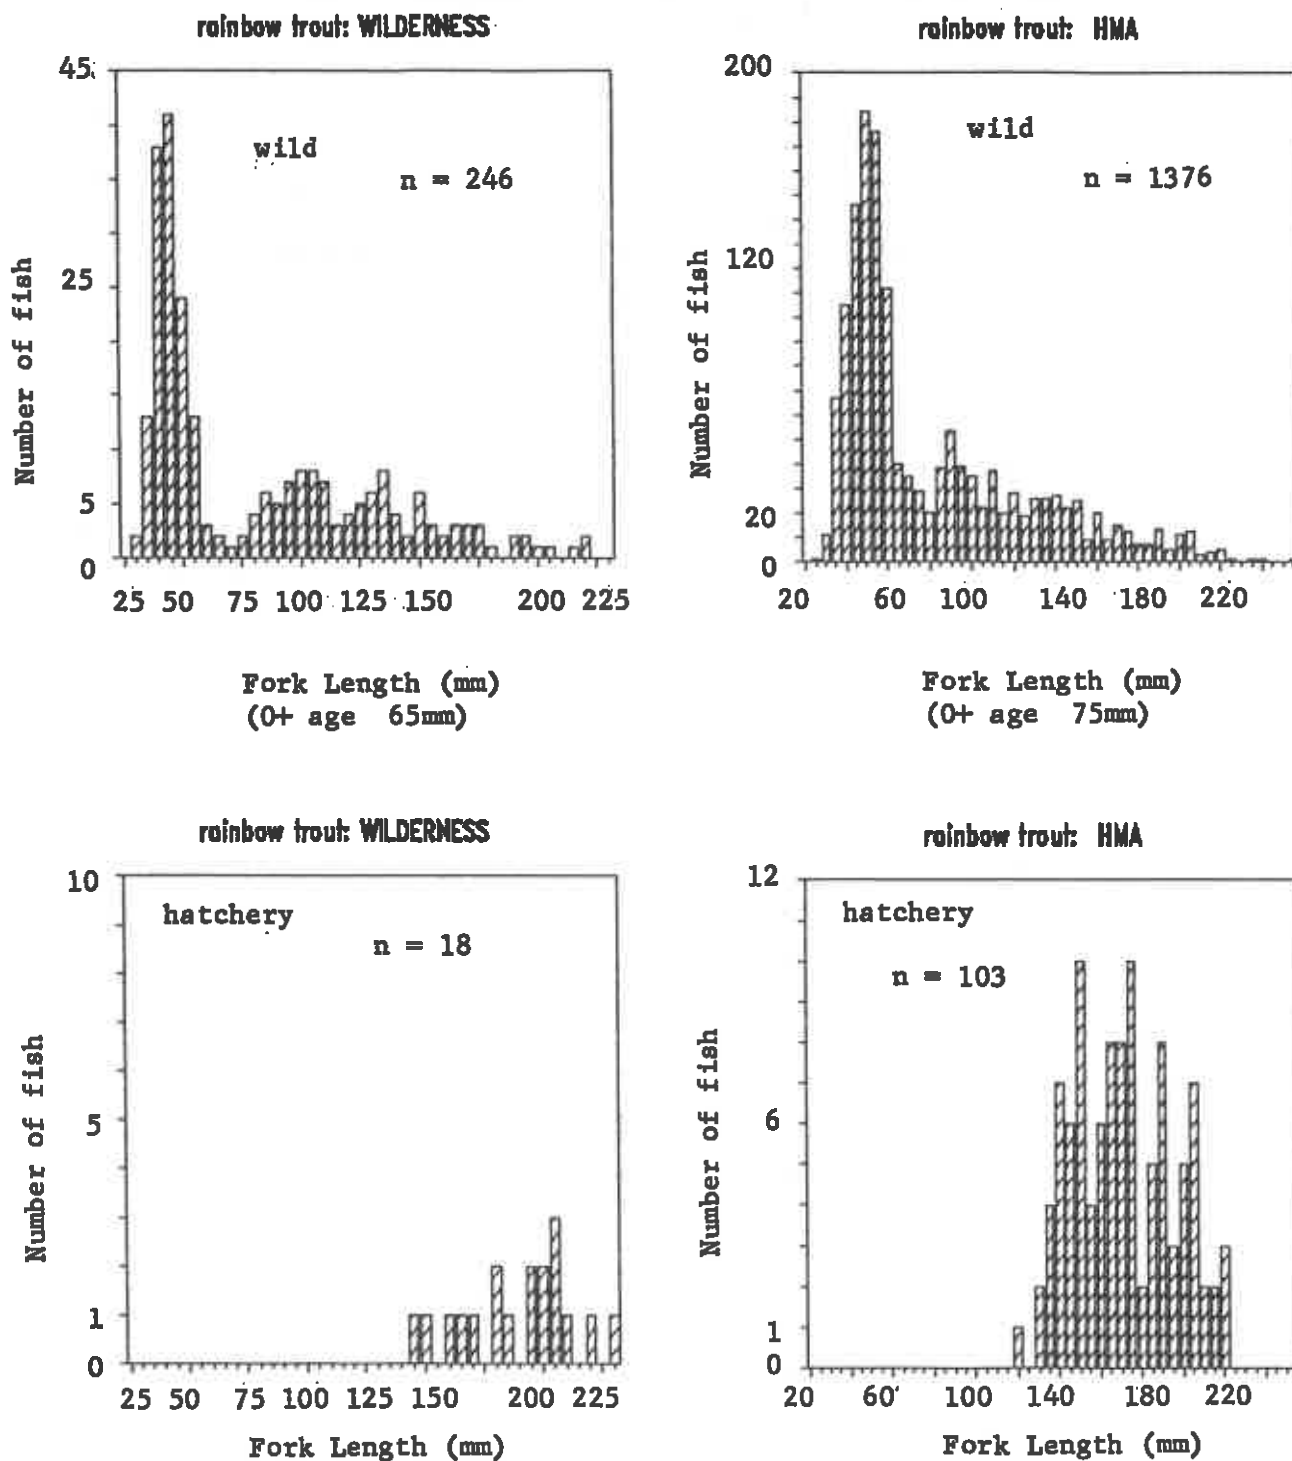 rainbow trout: WILDERNESS
45
wild
n = 246
25
5
0
Number of fish
25 50 75 100 125 150 200 225
Fork Length (mm)
(0+ age 65mm)
rainbow trout: HMA
200
wild
n = 1376
120
20
0
Number of fish
20 60 100 140 180 220
Fork Length (mm)
(0+ age 75mm)
rainbow trout: WILDERNESS
10
hatchery
n = 18
5
1
0
Number of fish
25 50 75 100 125 150 200 225
Fork Length (mm)
rainbow trout: HMA
12
hatchery
n = 103
6
1
0
Number of fish
20 60 100 140 180 220
Fork Length (mm)